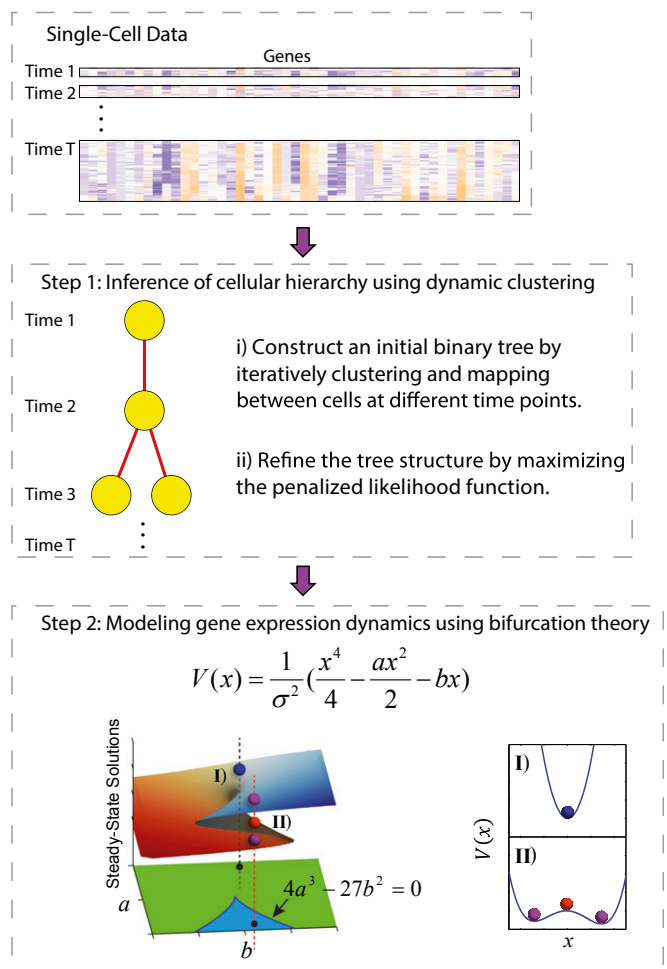 Single-Cell Data
Genes
Time 1
Time 2
Time T
Step 1: Inference of cellular hierarchy using dynamic clustering
Time 1
i) Construct an initial binary tree by
iteratively clustering and mapping
between cells at different time points.
Time 2
ii) Refine the tree structure by maximizing
the penalized likelihood function.
Time 3
Time T
Step 2: Modeling gene expression dynamics using bifurcation theory
V(x) = 1/σ² (x⁴/4 − ax²/2 − bx)
Steady-State Solutions
I)
II)
4a³ − 27b² = 0
a
b
I)
II)
V(x)
x